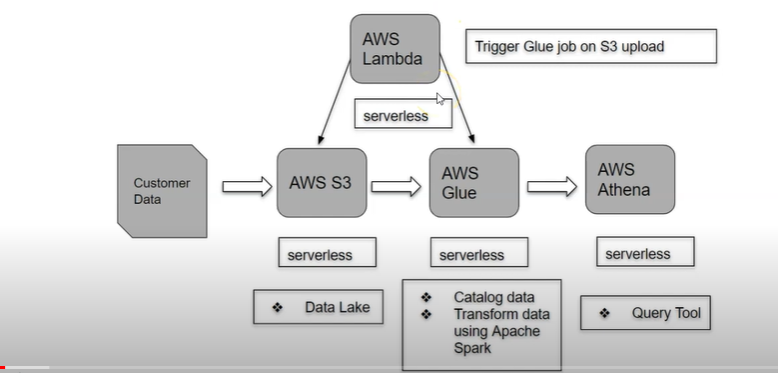 AWS
Lambda
Trigger Glue job on S3 upload
serverless
Customer
Data
AWS S3
AWS
Glue
AWS
Athena
serverless
serverless
serverless
❖ Data Lake
❖ Catalog data
❖ Transform data
using Apache
Spark
❖ Query Tool